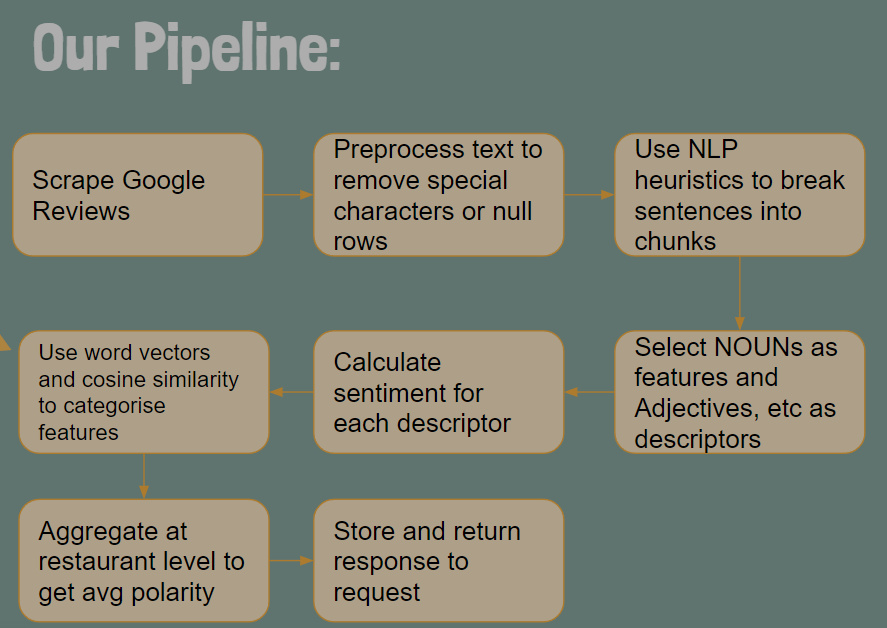 Our Pipeline:
Scrape Google
Reviews
Preprocess text to
remove special
characters or null
rows
Use NLP
heuristics to break
sentences into
chunks
Select NOUNs as
features and
Adjectives, etc as
descriptors
Calculate
sentiment for
each descriptor
Use word vectors
and cosine similarity
to categorise
features
Aggregate at
restaurant level to
get avg polarity
Store and return
response to
request